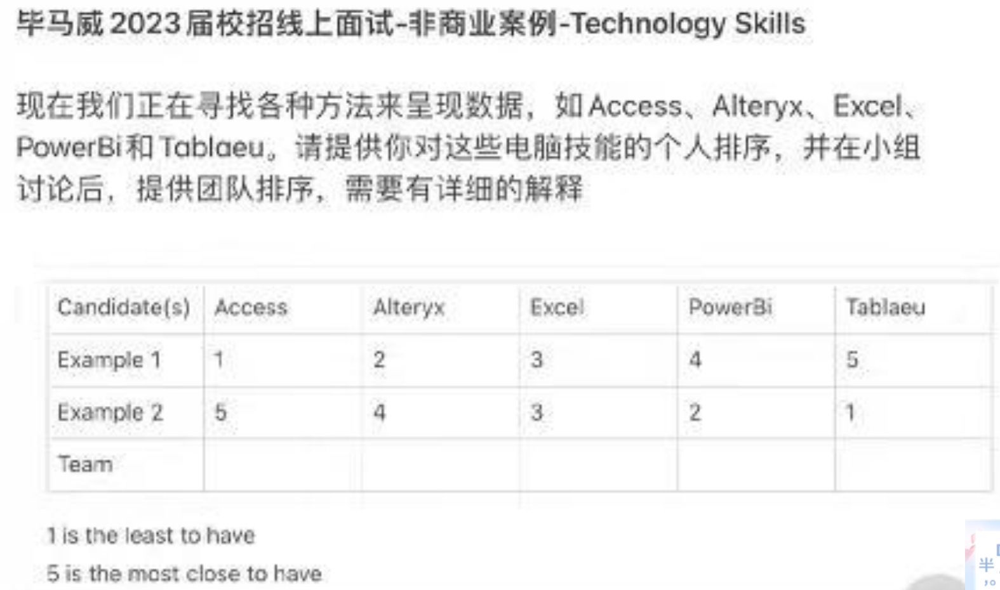 毕马威2023届校招线上面试-非商业案例-Technology Skills
现在我们正在寻找各种方法来呈现数据，如Access、Alteryx、Excel、
PowerBi和Tablaeu。请提供你对这些电脑技能的个人排序，并在小组
讨论后，提供团队排序，需要有详细的解释
Candidate(s) Access Alteryx Excel PowerBi Tablaeu
Example 1 1 2 3 4 5
Example 2 5 4 3 2 1
Team
1 is the least to have
5 is the most close to have
半